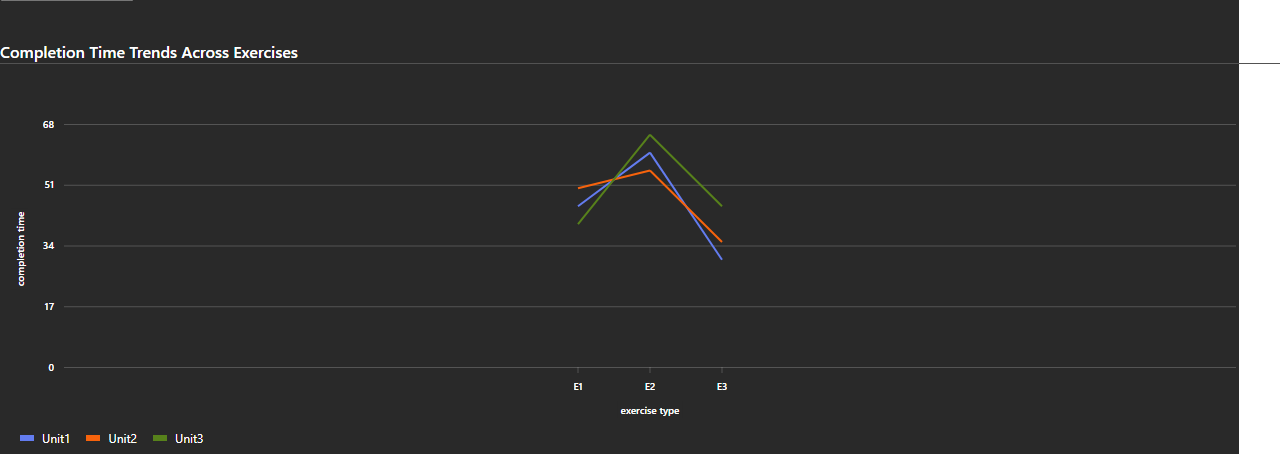 Completion Time Trends Across Exercises
68
51
34
17
0
completion time
E1 E2 E3
exercise type
Unit1 Unit2 Unit3